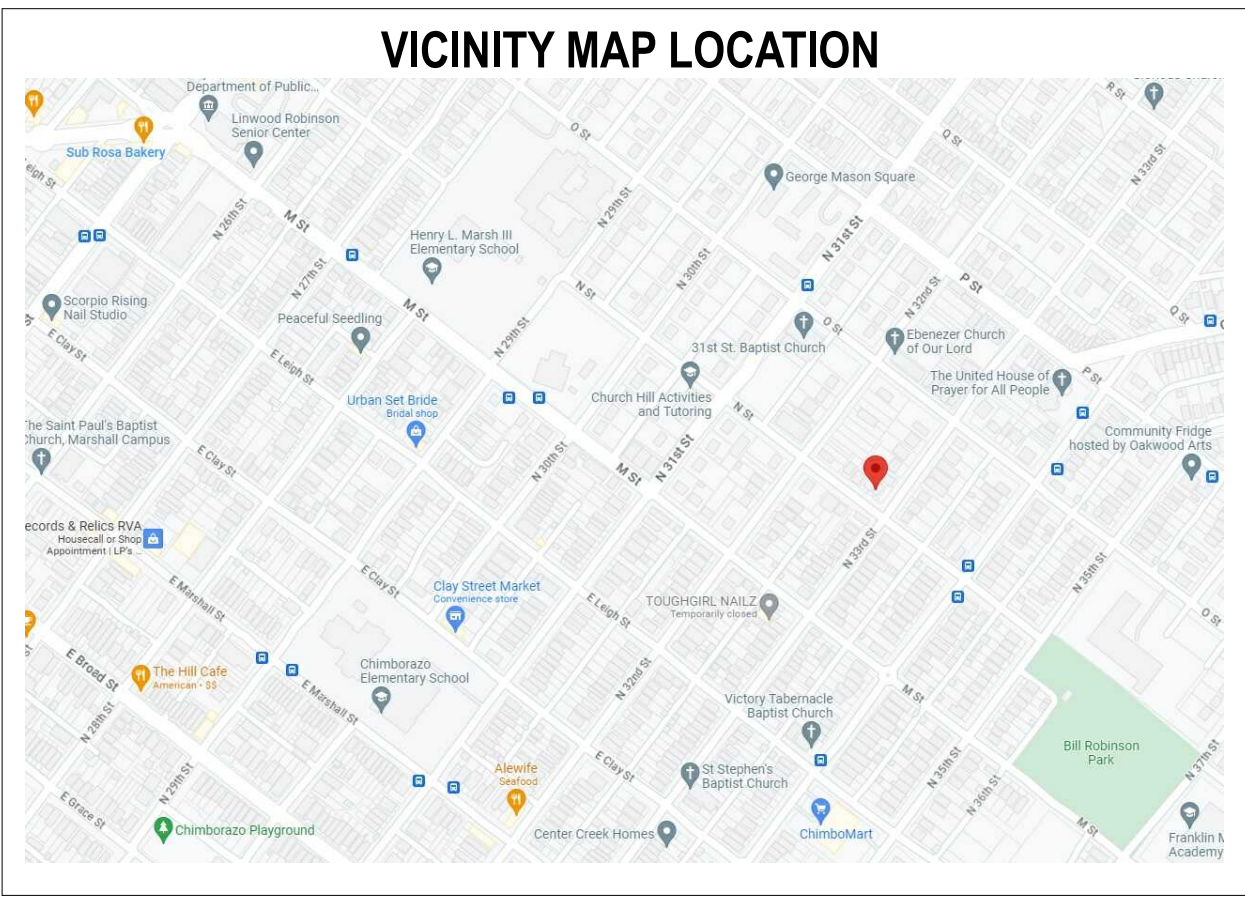 VICINITY MAP LOCATION
Department of Public...
Linwood Robinson
Senior Center
Sub Rosa Bakery
O St
R St
Q St
N 33rd St
George Mason Square
N 26th St
M St
N 29th St
Henry L. Marsh III
Elementary School
N 31st St
N 30th St
N 27th St
N St
N 32nd St
P St
Scorpio Rising
Nail Studio
M St
Peaceful Seedling
N 29th St
O St
31st St. Baptist Church
Ebenezer Church
of Our Lord
O St
E Clay St
E Leigh St
Church Hill Activities
and Tutoring
The United House of
Prayer for All People
P St
Urban Set Bride
Bridal shop
N St
Community Fridge
hosted by Oakwood Arts
The Saint Paul's Baptist
Church, Marshall Campus
E Clay St
N 30th St
M St
N 31st St
ecords & Relics RVA
Housecall or Shop
Appointment | LP's ...
N 33rd St
N 35th St
E Marshall St
E Clay St
Clay Street Market
Convenience store
E Leigh St
TOUGHGIRL NAILZ
Temporarily closed
O St
E Broad St
The Hill Cafe
American • $$
E Marshall St
Chimborazo
Elementary School
N 32nd St
M St
Victory Tabernacle
Baptist Church
N 28th St
N 29th St
Alewife
Seafood
E Clay St
St Stephen's
Baptist Church
N 35th St
N 36th St
Bill Robinson
Park
N 37th St
E Grace St
Chimborazo Playground
Center Creek Homes
ChimboMart
M St
Franklin M
Academy